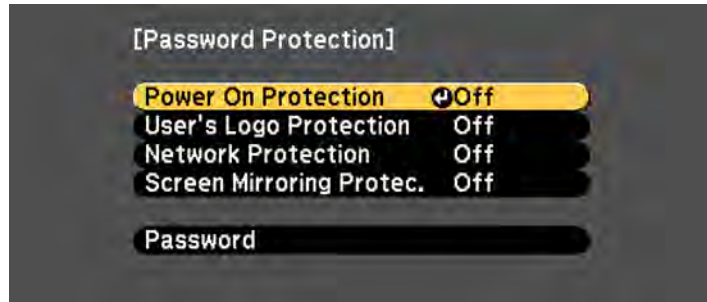 [Password Protection]
Power On Protection Off
User's Logo Protection Off
Network Protection Off
Screen Mirroring Protec. Off
Password